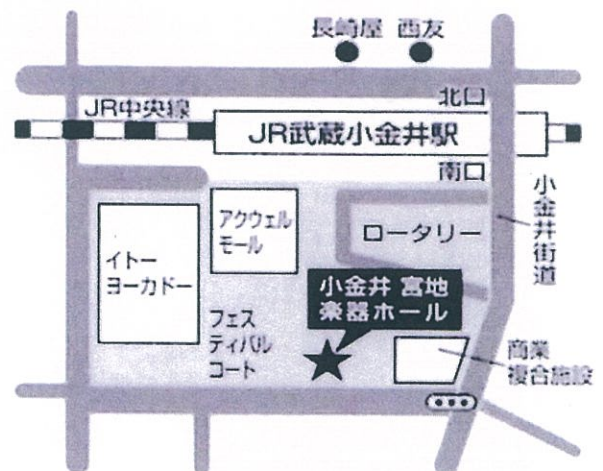 長崎屋 西友
北口
JR中央線
JR武蔵小金井駅
南口
小金井街道
アクウェル
モール
ロータリー
イトー
ヨーカドー
小金井 宮地
楽器ホール
フェス
ティバル
コート
商業
複合施設